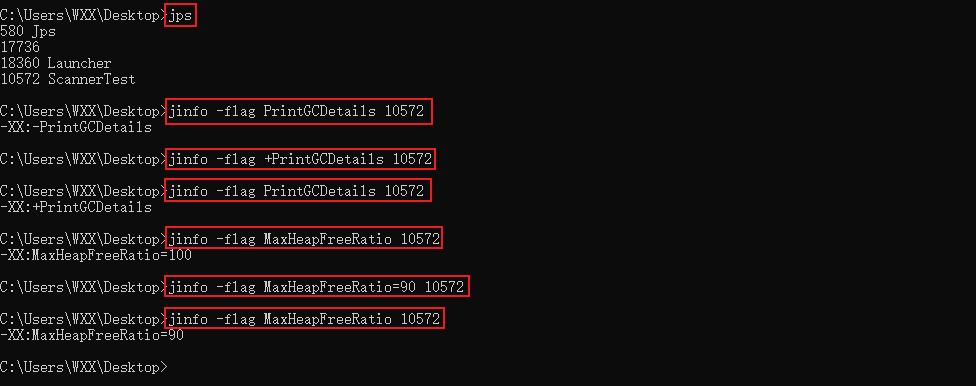 C:\Users\WXX\Desktop>jps
580 Jps
17736
18360 Launcher
10572 ScannerTest
C:\Users\WXX\Desktop>jinfo -flag PrintGCDetails 10572
-XX:-PrintGCDetails
C:\Users\WXX\Desktop>jinfo -flag +PrintGCDetails 10572
C:\Users\WXX\Desktop>jinfo -flag PrintGCDetails 10572
-XX:+PrintGCDetails
C:\Users\WXX\Desktop>jinfo -flag MaxHeapFreeRatio 10572
-XX:MaxHeapFreeRatio=100
C:\Users\WXX\Desktop>jinfo -flag MaxHeapFreeRatio=90 10572
C:\Users\WXX\Desktop>jinfo -flag MaxHeapFreeRatio 10572
-XX:MaxHeapFreeRatio=90
C:\Users\WXX\Desktop>